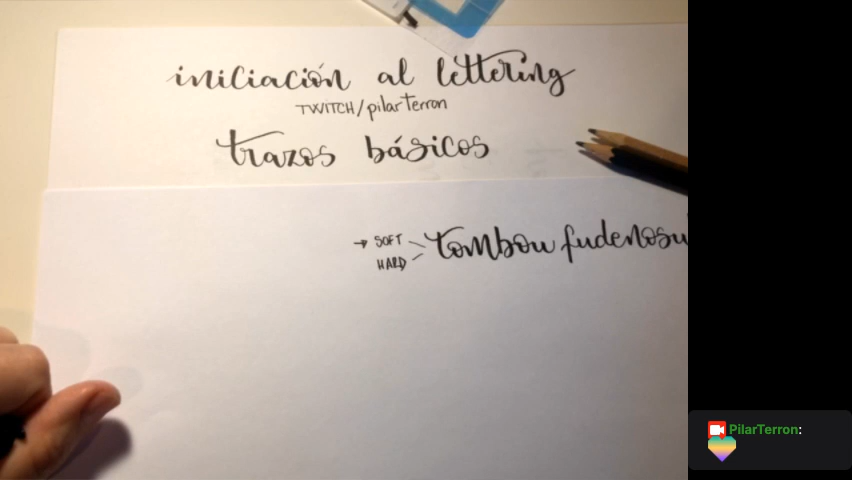 iniciación al lettering
TWITCH/pilarTerron
trazos básicos
→ SOFT
HARD
tombow fudenosu
PilarTerron: